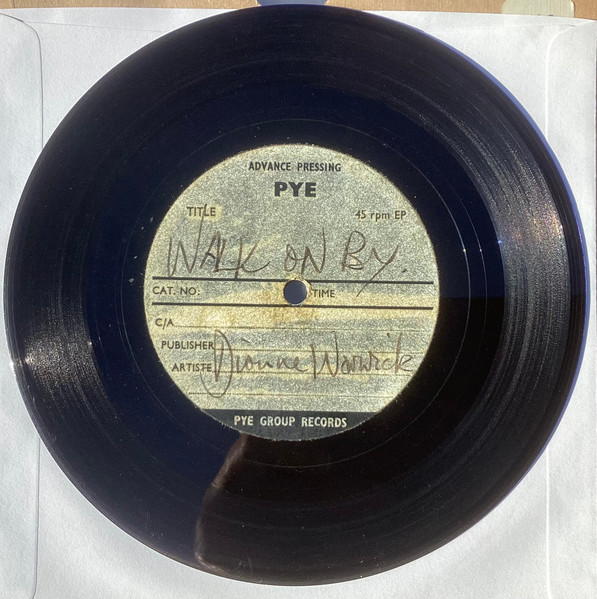 ADVANCE PRESSING
PYE
TITLE 45 rpm EP
WALK ON BY.
CAT. NO: TIME
C/A
PUBLISHER
ARTISTE Dionne Warwick
PYE GROUP RECORDS